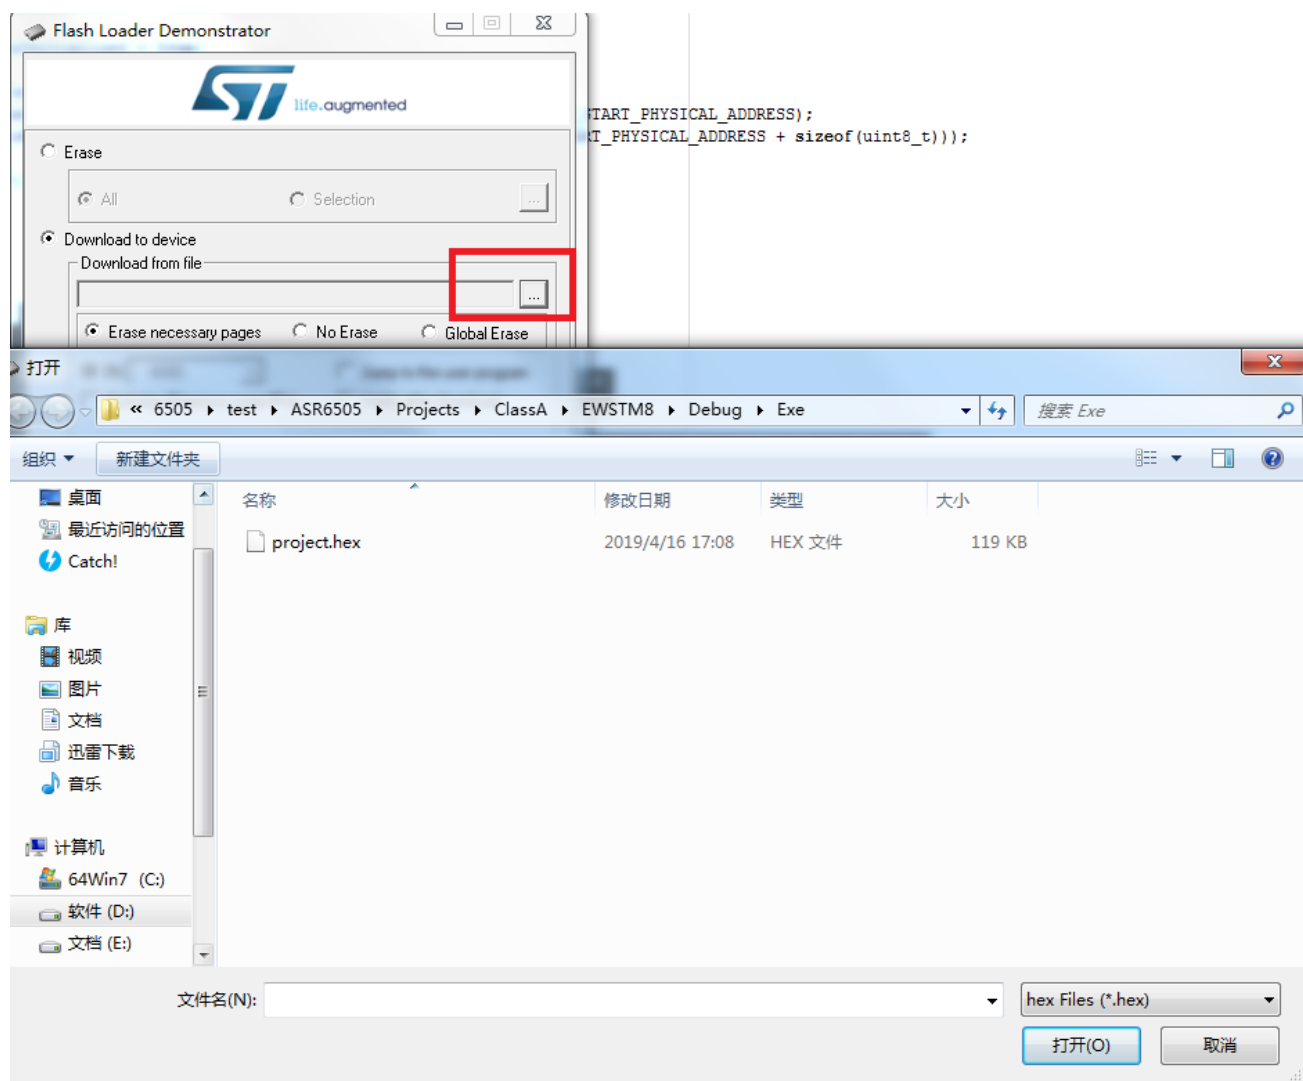 Flash Loader Demonstrator
life.augmented
START_PHYSICAL_ADDRESS);
RT_PHYSICAL_ADDRESS + sizeof(uint8_t)));
Erase
All Selection ...
Download to device
Download from file
...
Erase necessary pages No Erase Global Erase
打开
« 6505 test ASR6505 Projects ClassA EWSTM8 Debug Exe 搜索 Exe
组织 新建文件夹
桌面 名称 修改日期 类型 大小
最近访问的位置
project.hex 2019/4/16 17:08 HEX 文件 119 KB
Catch!
库
视频
图片
文档
迅雷下载
音乐
计算机
64Win7 (C:)
软件 (D:)
文档 (E:)
文件名(N): hex Files (*.hex)
打开(O) 取消